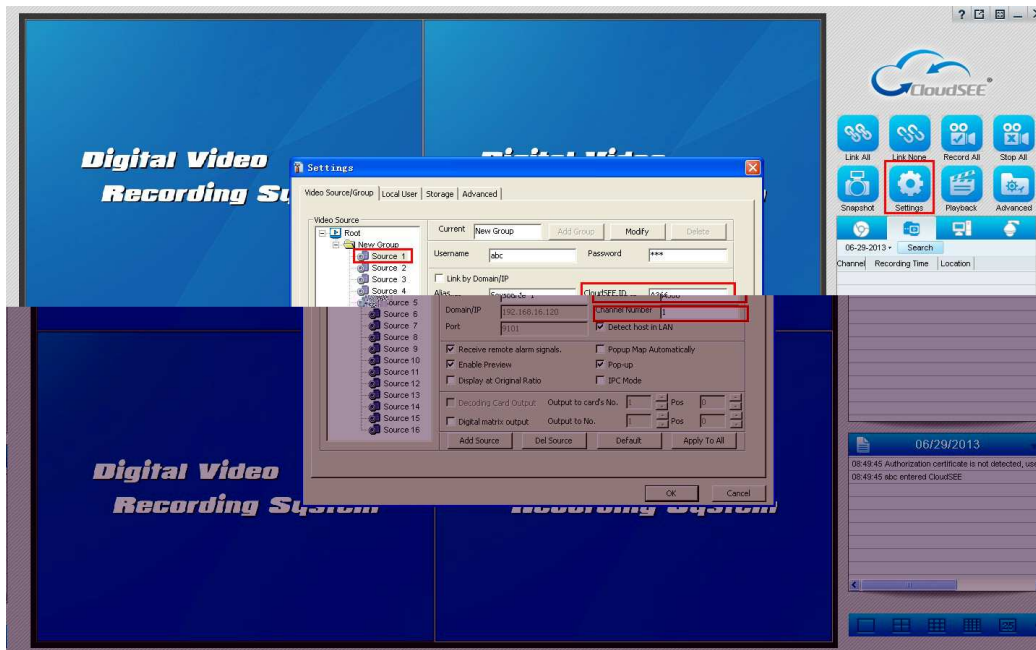 CloudSEE
Link All
Link None
Record All
Stop All
Snapshot
Settings
Playback
Advanced
06-29-2013
Search
Channel
Recording Time
Location
Digital Video
Recording
Digital Video
Recording System
Settings
Video Source/Group
Local User
Storage
Advanced
Video Source
Root
New Group
Source 1
Source 2
Source 3
Source 4
Source 5
Source 6
Source 7
Source 8
Source 9
Source 10
Source 11
Source 12
Source 13
Source 14
Source 15
Source 16
Current
New Group
Add Group
Modify
Delete
Username
abc
Password
***
Link by Domain/IP
Alias
CloudSEE ID
Domain/IP
192.168.16.120
Channel Number
1
Port
9101
Detect host in LAN
Receive remote alarm signals.
Popup Map Automatically
Enable Preview
Pop-up
Display at Original Ratio
IPC Mode
Decoding Card Output
Output to card's No.
1
Pos
0
Digital matrix output
Output to No.
1
Pos
0
Add Source
Del Source
Default
Apply To All
OK
Cancel
06/29/2013
08:49:45 Authorization certificate is not detected, use
08:49:45 abc entered CloudSEE